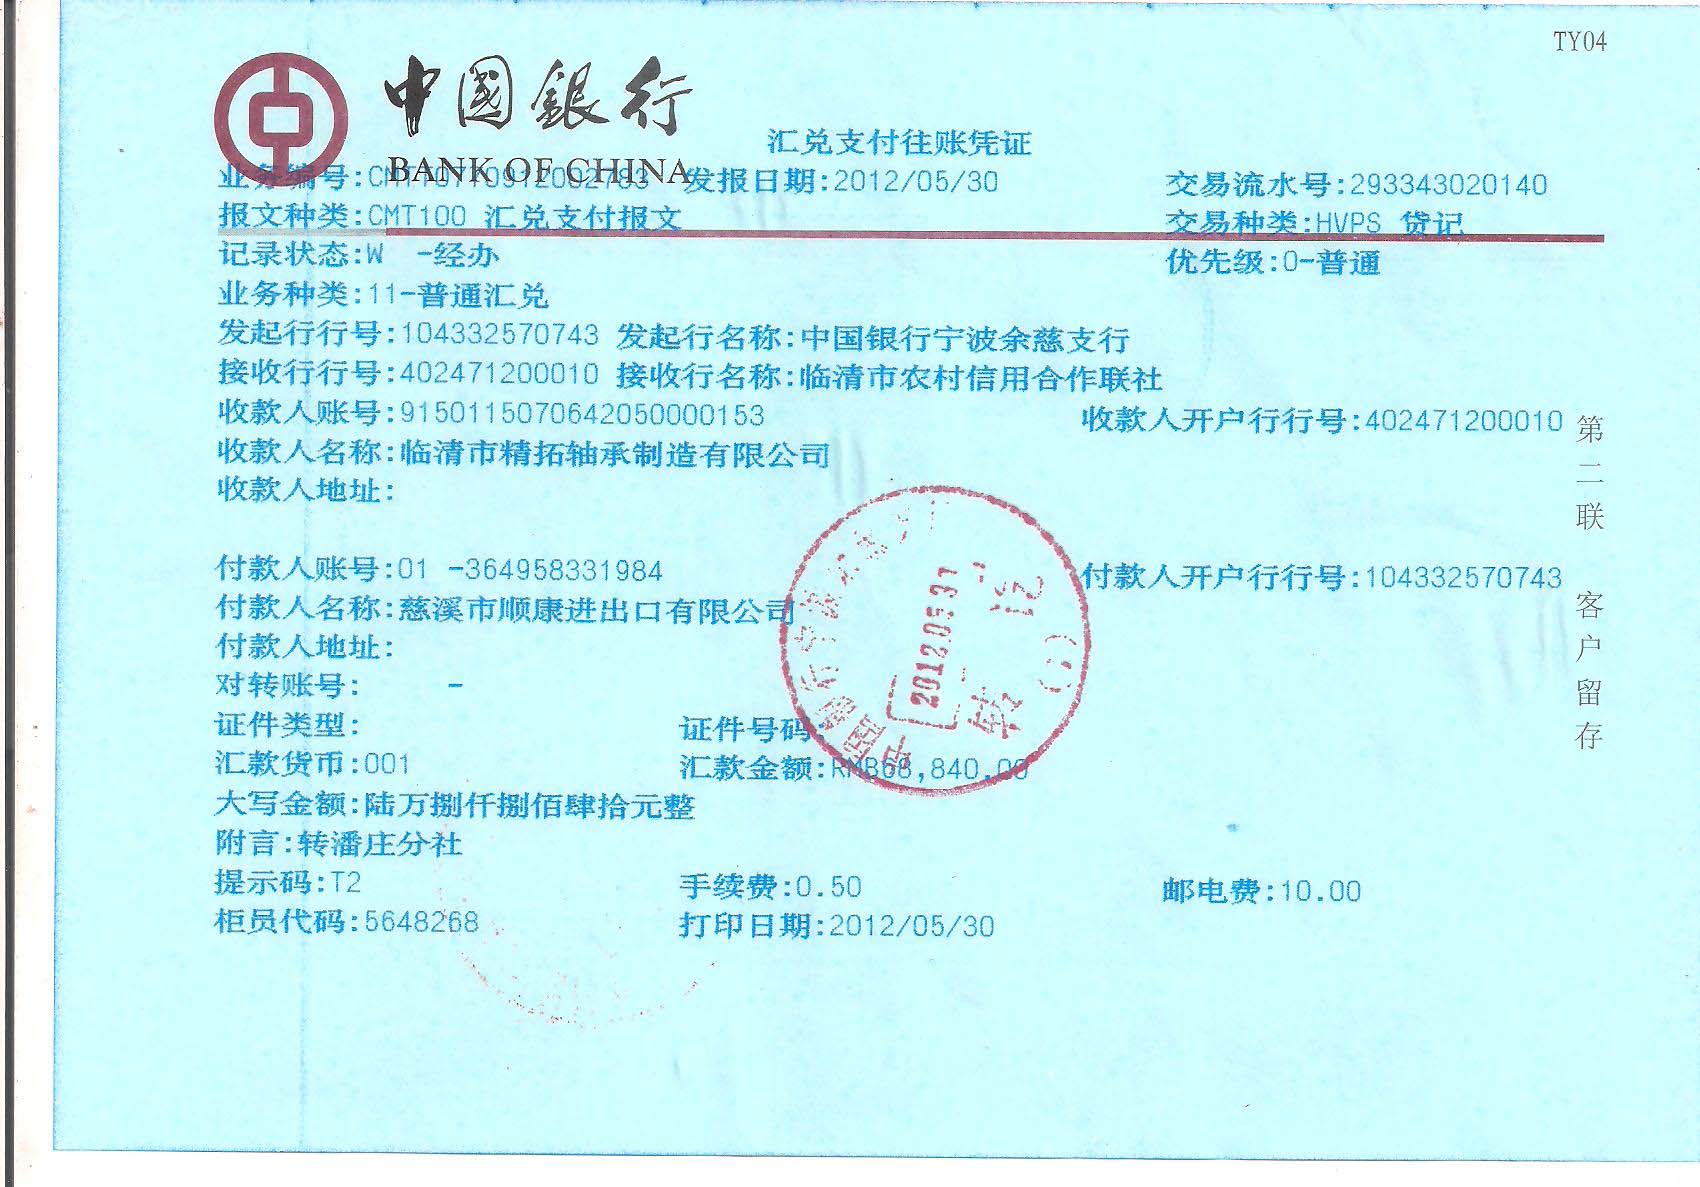 TY04
中國銀行
BANK OF CHINA
汇兑支付往账凭证
业务编号: 发报日期:2012/05/30 交易流水号:293343020140
报文种类:CMT100 汇兑支付报文 交易种类:HVPS 贷记
记录状态:W -经办 优先级:0-普通
业务种类:11-普通汇兑
发起行行号:104332570743 发起行名称:中国银行宁波余慈支行
接收行行号:402471200010 接收行名称:临清市农村信用合作联社
收款人账号:9150115070642050000153 收款人开户行行号:402471200010
收款人名称:临清市精拓轴承制造有限公司
收款人地址:
付款人账号:01 -364958331984 付款人开户行行号:104332570743
付款人名称:慈溪市顺康进出口有限公司
付款人地址:
对转账号: -
证件类型: 证件号码:
汇款货币:001 汇款金额:RMB68,840.00
大写金额:陆万捌仟捌佰肆拾元整
附言:转潘庄分社
提示码:T2 手续费:0.50 邮电费:10.00
柜员代码:5648268 打印日期:2012/05/30
第二联 客户留存
2012.05.31